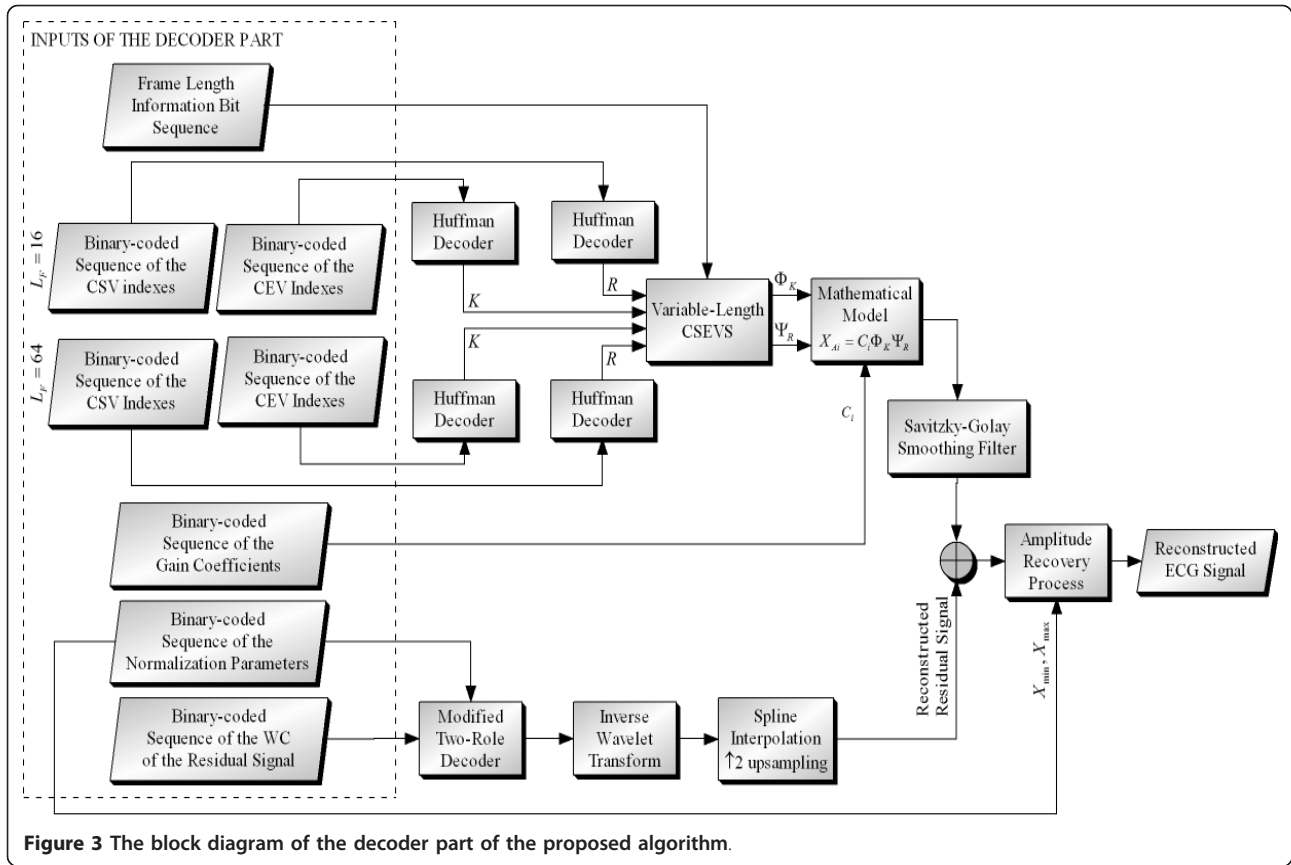 INPUTS OF THE DECODER PART
Frame Length
Information Bit
Sequence
L_F = 16
Binary-coded
Sequence of the
CSV indexes
Binary-coded
Sequence of the
CEV Indexes
Huffman
Decoder
Huffman
Decoder
K
R
Variable-Length
CSEVS
Φ_K
Ψ_R
Mathematical
Model
X_Ai = C_i Φ_K Ψ_R
L_F = 64
Binary-coded
Sequence of the
CSV Indexes
Binary-coded
Sequence of the
CEV Indexes
K
R
Huffman
Decoder
Huffman
Decoder
C_i
Savitzky-Golay
Smoothing Filter
Binary-coded
Sequence of the
Gain Coefficients
Amplitude
Recovery
Process
Reconstructed
ECG Signal
Binary-coded
Sequence of the
Normalization Parameters
Reconstructed
Residual Signal
X_min, X_max
Binary-coded
Sequence of the WC
of the Residual Signal
Modified
Two-Role
Decoder
Inverse
Wavelet
Transform
Spline
Interpolation
↑2 upsampling
Figure 3 The block diagram of the decoder part of the proposed algorithm.